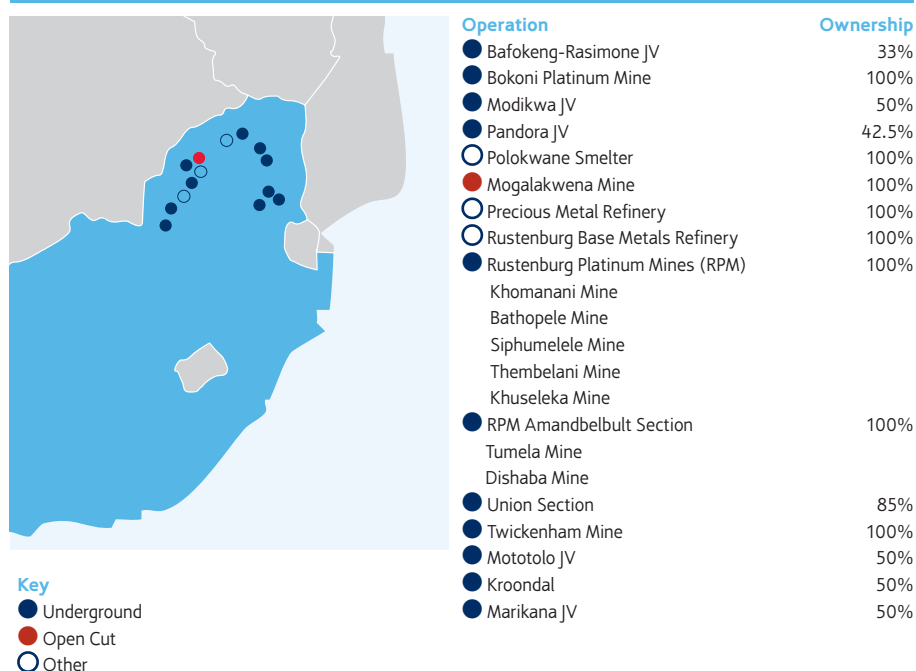 Operation Ownership
Bafokeng-Rasimone JV 33%
Bokoni Platinum Mine 100%
Modikwa JV 50%
Pandora JV 42.5%
Polokwane Smelter 100%
Mogalakwena Mine 100%
Precious Metal Refinery 100%
Rustenburg Base Metals Refinery 100%
Rustenburg Platinum Mines (RPM) 100%
Khomanani Mine
Bathopele Mine
Siphumelele Mine
Thembelani Mine
Khuseleka Mine
RPM Amandbelbult Section 100%
Tumela Mine
Dishaba Mine
Union Section 85%
Twickenham Mine 100%
Mototolo JV 50%
Kroondal 50%
Marikana JV 50%
Key
Underground
Open Cut
Other